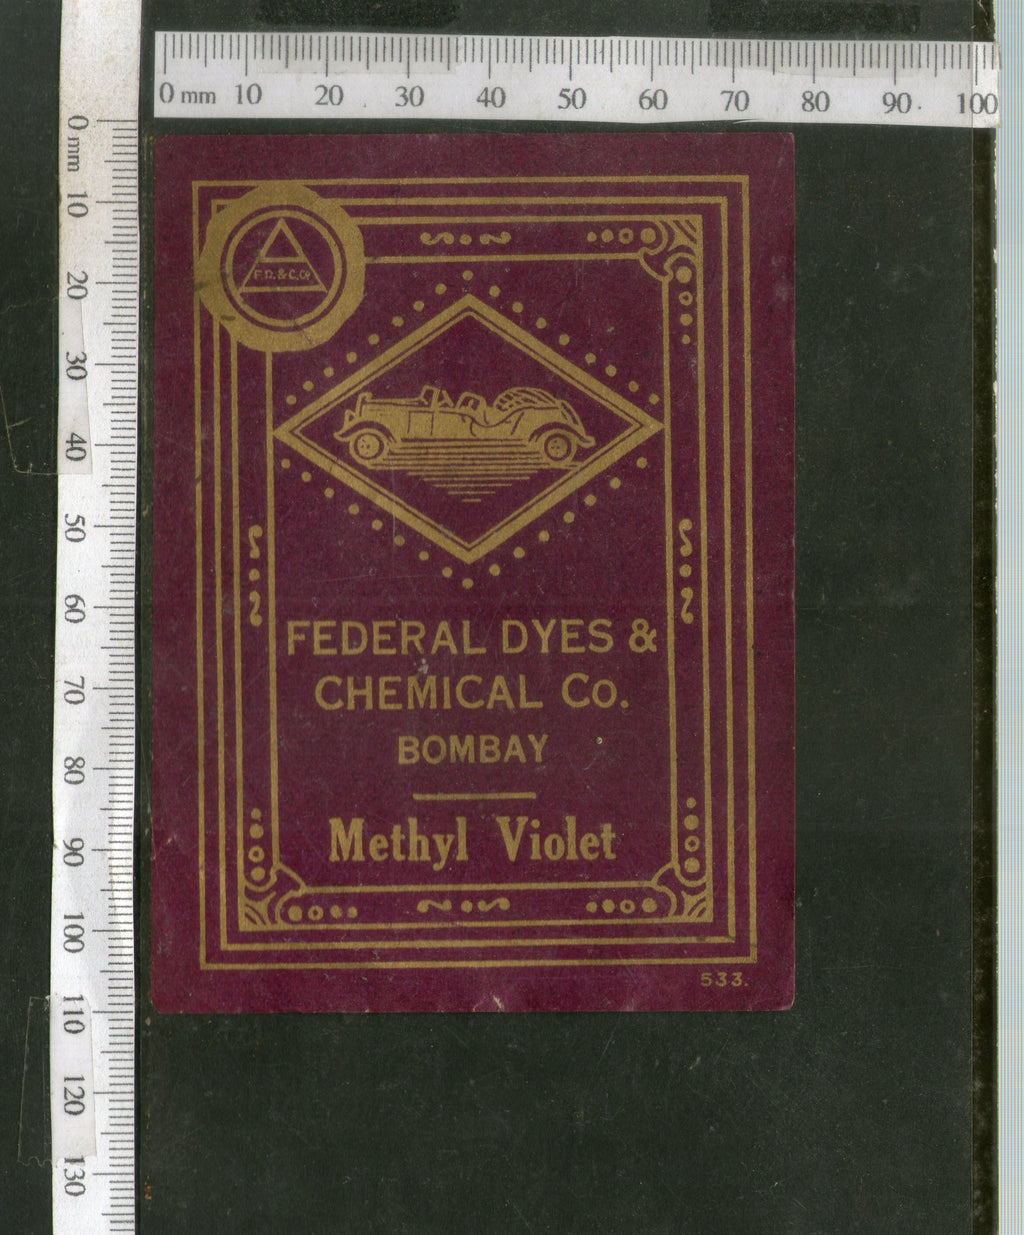 0 mm 10 20 30 40 50 60 70 80 90 100
0 mm 10 20 30 40 50 60 70 80 90 100 110 120 130
F.D.&C.Co
FEDERAL DYES &
CHEMICAL Co.
BOMBAY
Methyl Violet
533.